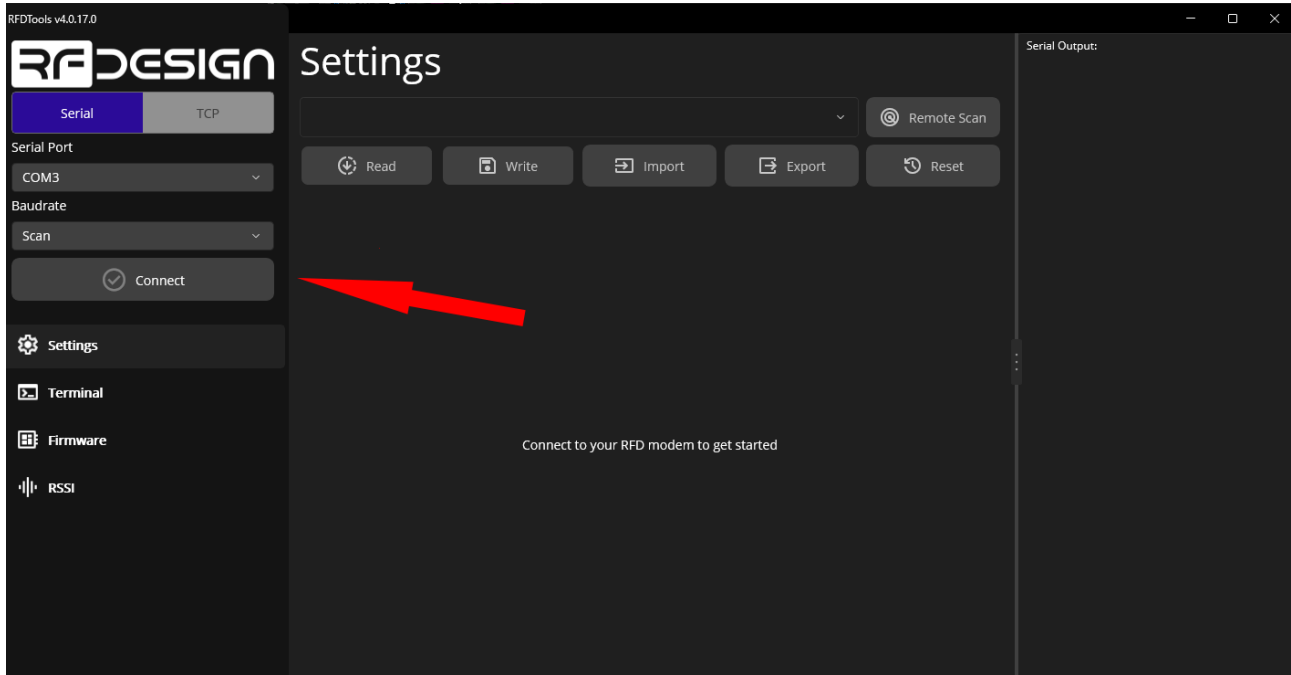 RFDTools v4.0.17.0
RFDESIGN
Serial TCP
Serial Port
COM3
Baudrate
Scan
Connect
Settings
Terminal
Firmware
RSSI
Settings
Remote Scan
Read Write Import Export Reset
Connect to your RFD modem to get started
Serial Output: